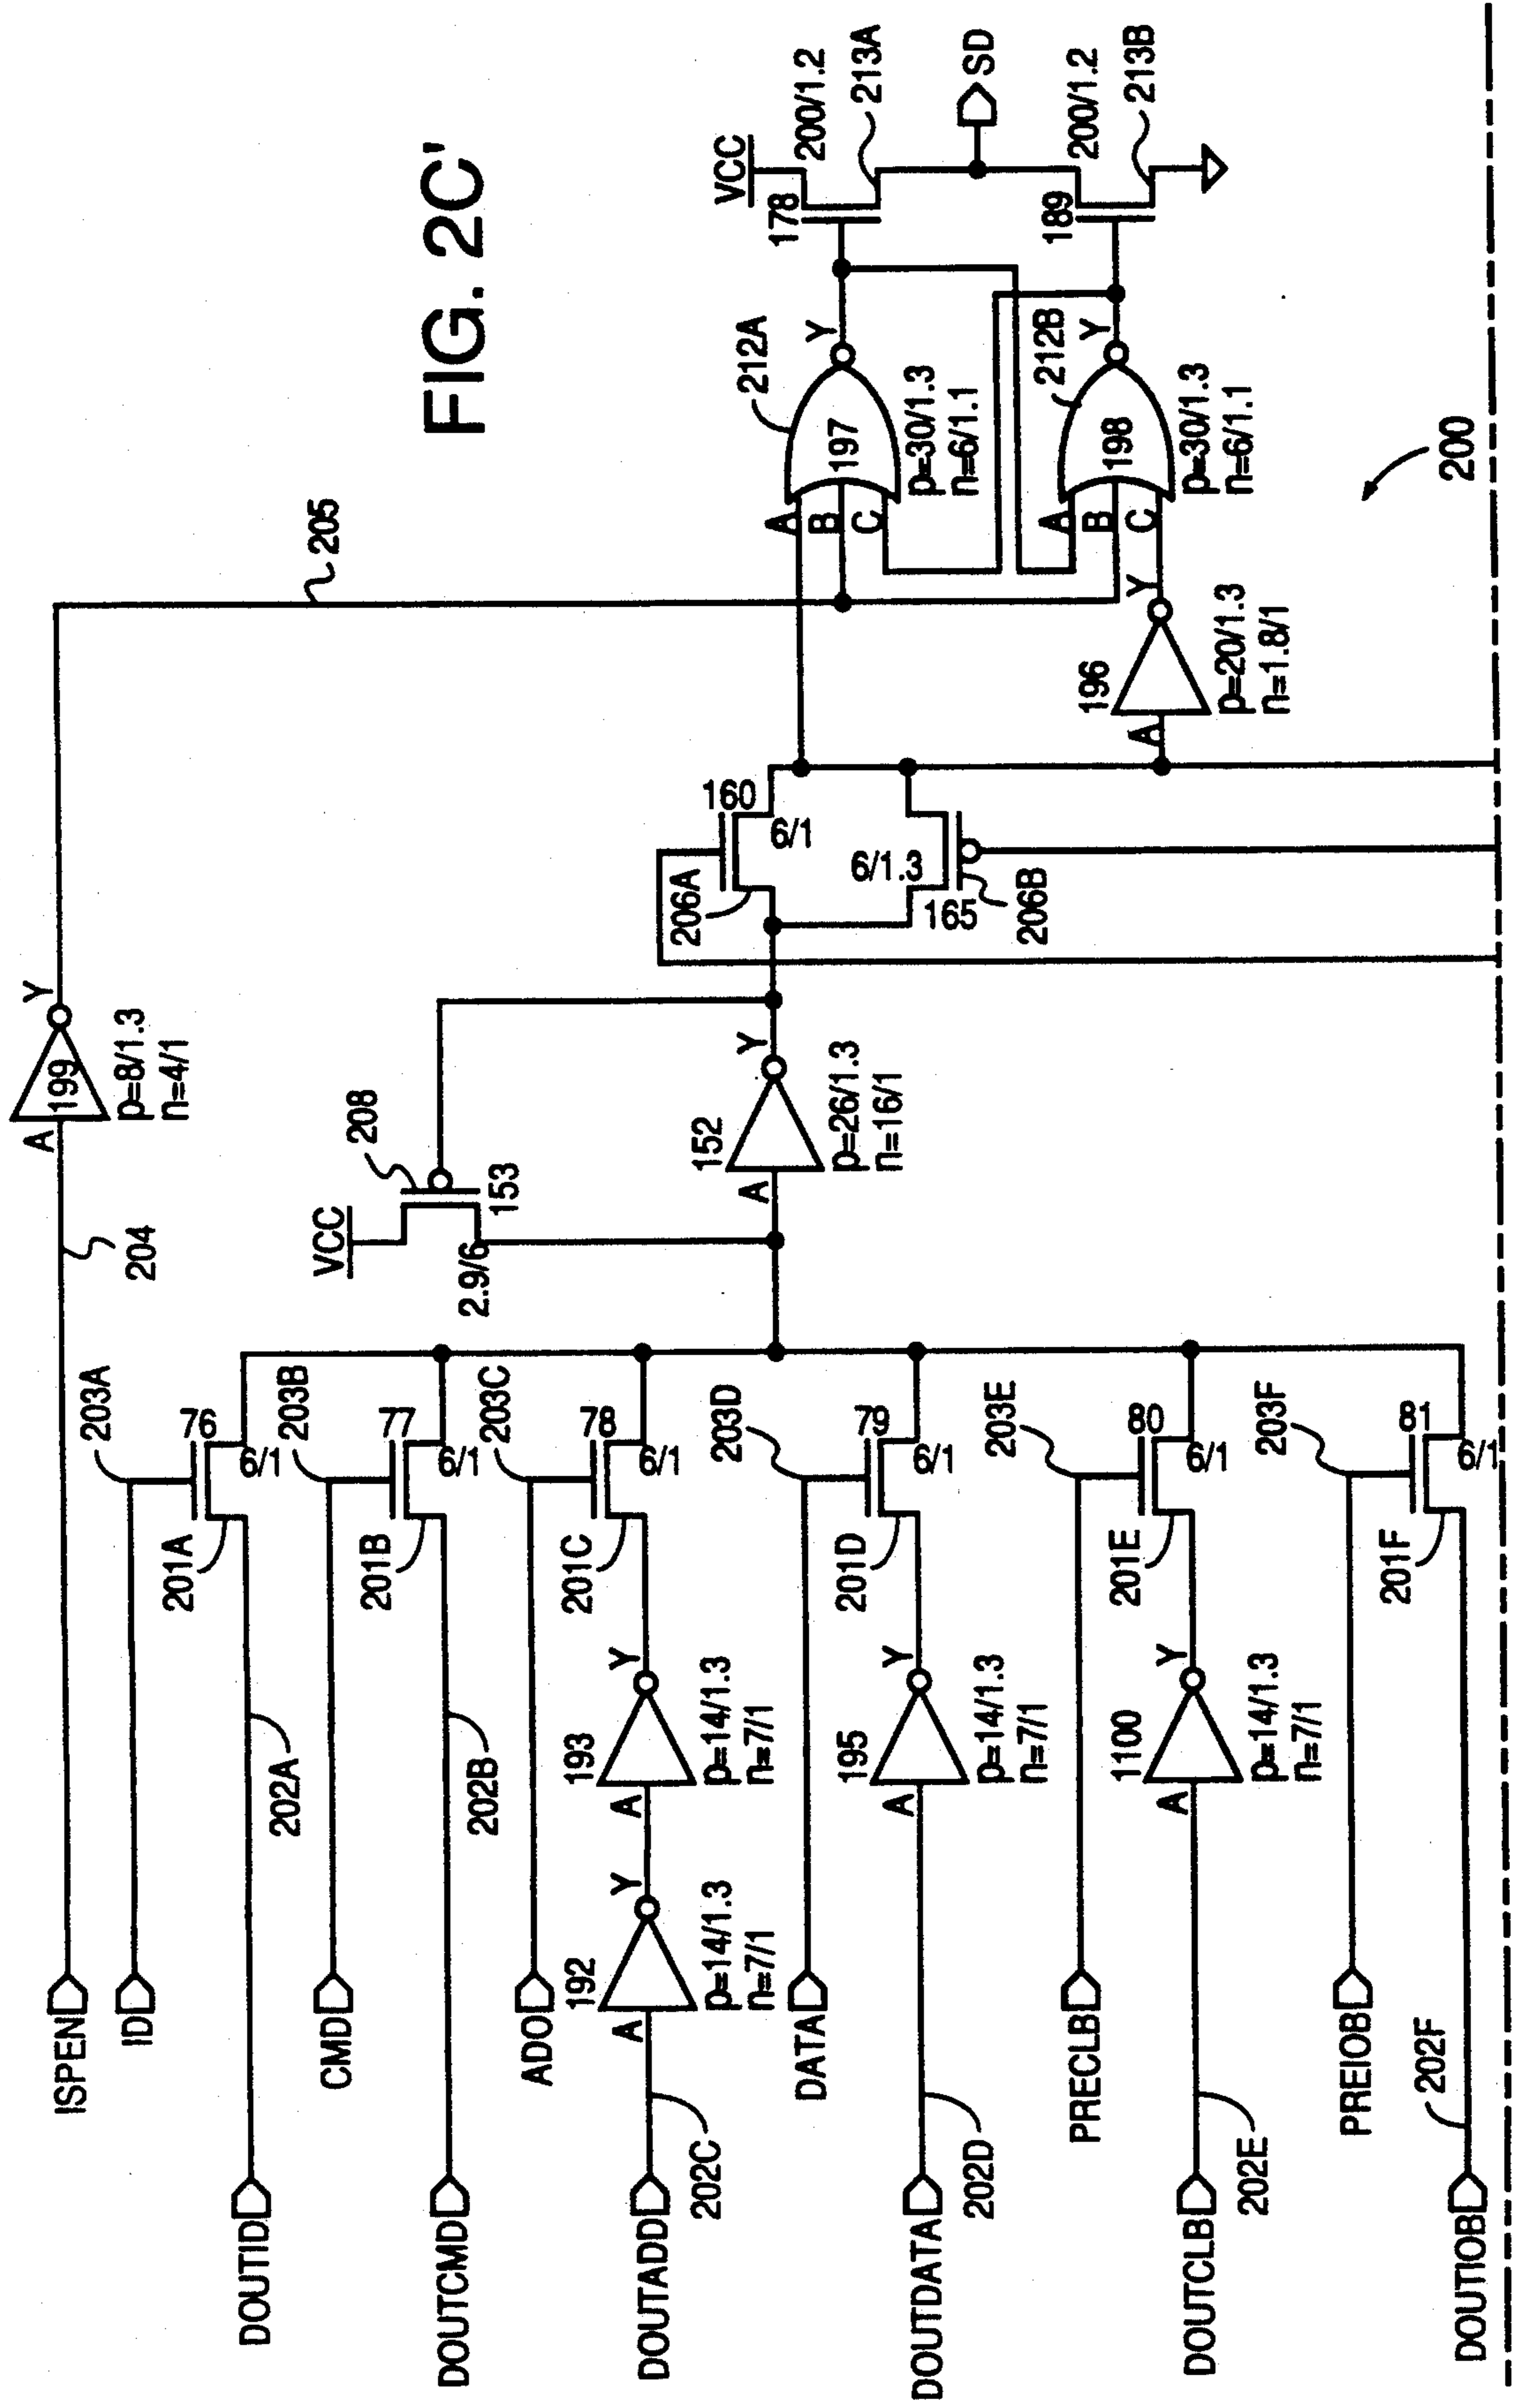 FIG. 2C'
ISPEN
204
A
199
Y
p=8/1.3
n=4/1
205
ID
203A
76
6/1
201A
DOUTID
202A
CMD
203B
77
6/1
201B
DOUTCMD
202B
VCC
208
153
2.9/6
ADO
203C
78
6/1
201C
DOUTADD
202C
A
192
Y
p=14/1.3
n=7/1
A
193
Y
p=14/1.3
n=7/1
A
152
Y
p=26/1.3
n=16/1
206A
160
6/1
6/1.3
165
206B
DATA
203D
79
6/1
201D
DOUTDATA
202D
A
195
Y
p=14/1.3
n=7/1
PRECLB
203E
80
6/1
201E
DOUTCLB
202E
A
1100
Y
p=14/1.3
n=7/1
PREIOB
203F
81
6/1
201F
DOUTIOB
202F
A
B
C
197
212A
Y
p=30/1.3
n=6/1.1
A
B
C
198
212B
Y
p=30/1.3
n=6/1.1
A
196
Y
p=20/1.3
n=1.8/1
VCC
178
200/1.2
213A
SD
189
200/1.2
213B
200